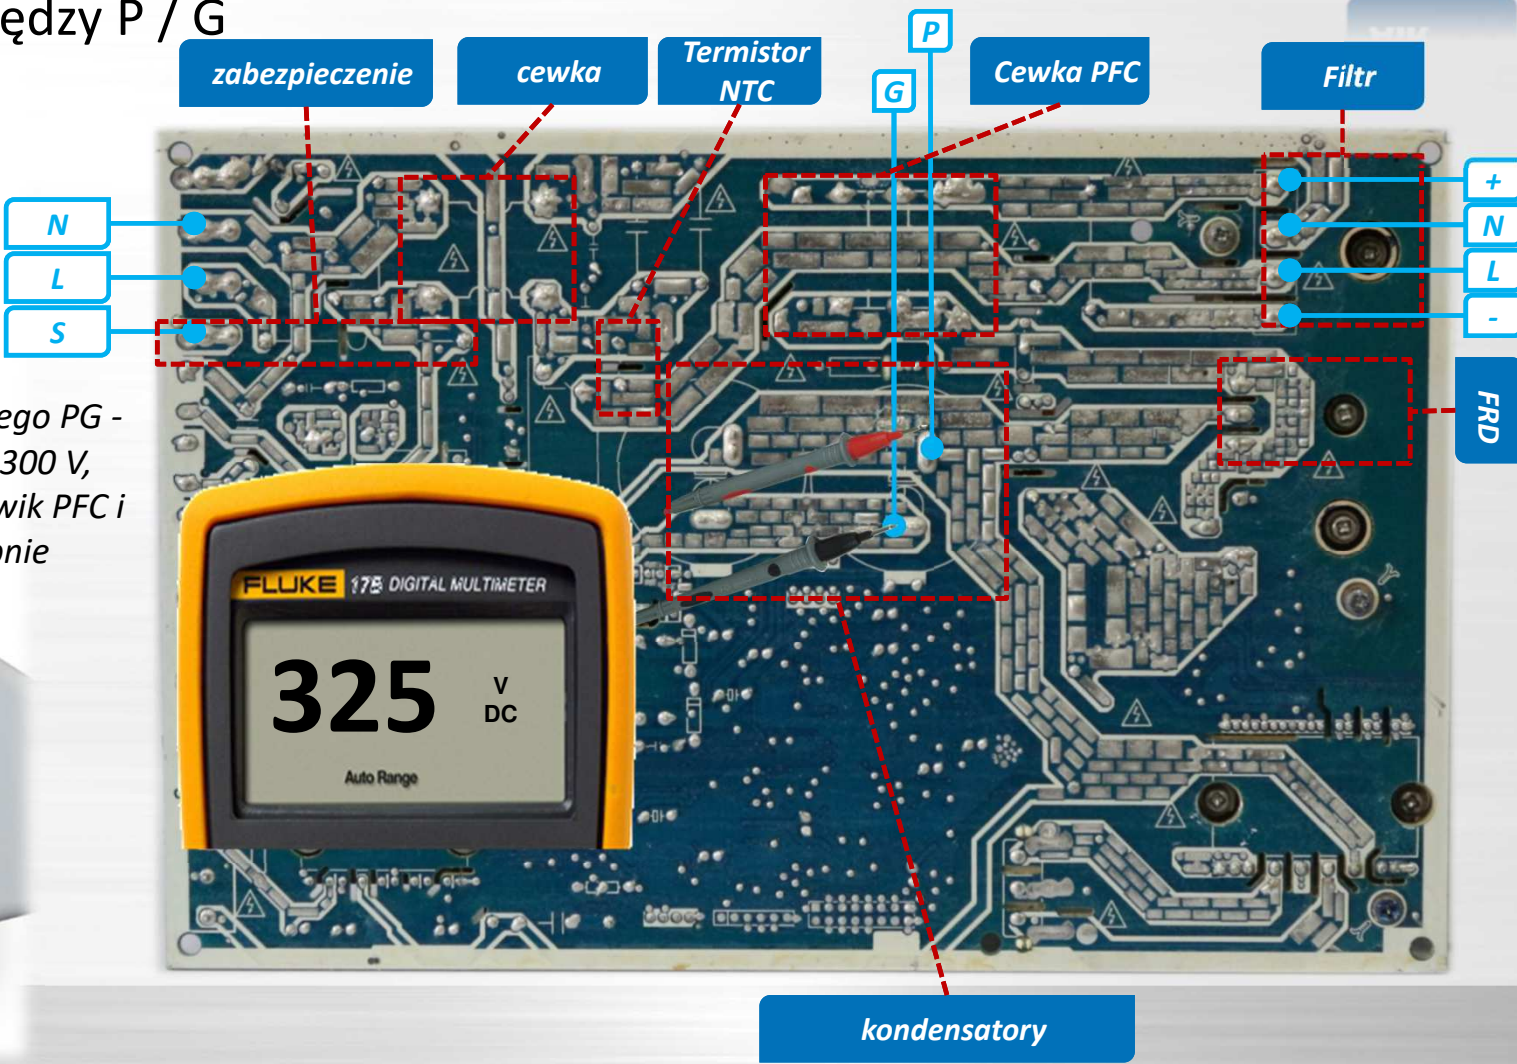 ędzy P / G
zabezpieczenie
cewka
Termistor
NTC
G
P
Cewka PFC
Filtr
N
L
S
+
N
L
-
FRD
ego PG -
300 V,
wik PFC i
nie
FLUKE 175 DIGITAL MULTIMETER
325 V
DC
Auto Range
kondensatory